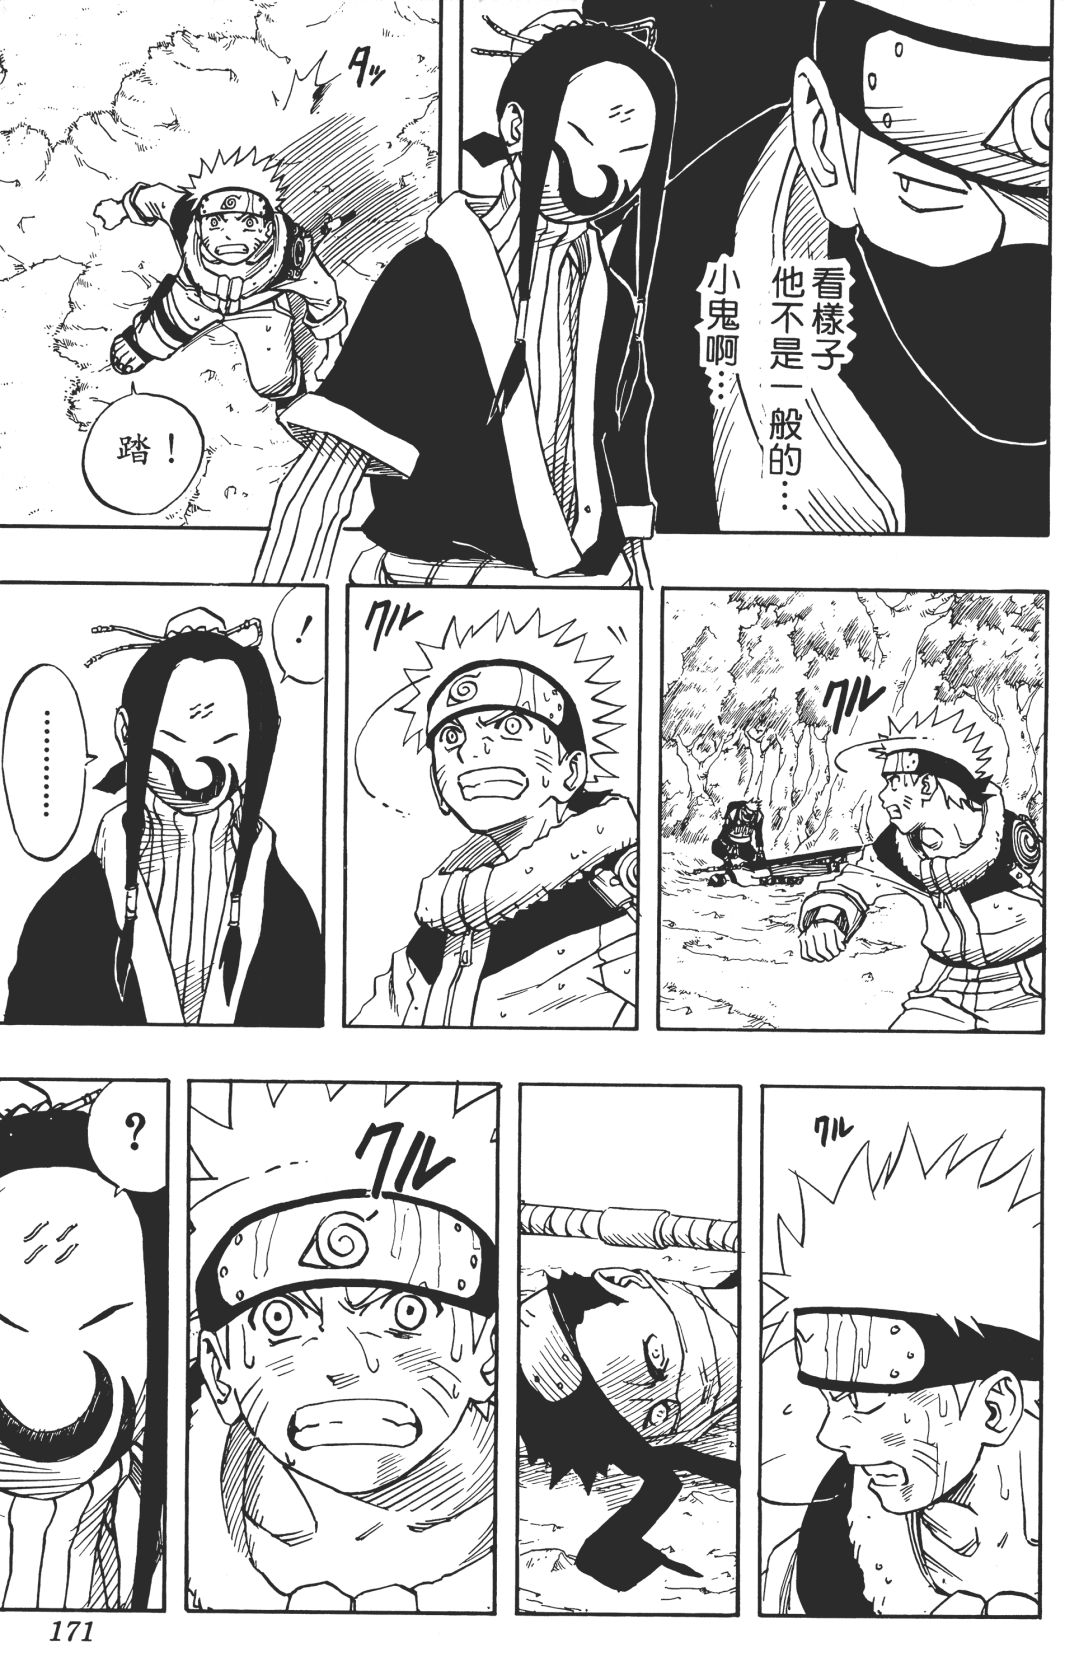 看樣子
他不是一般的…
小鬼啊…
タッ
踏！
クル
クル
！
………
クル
クル
？
171